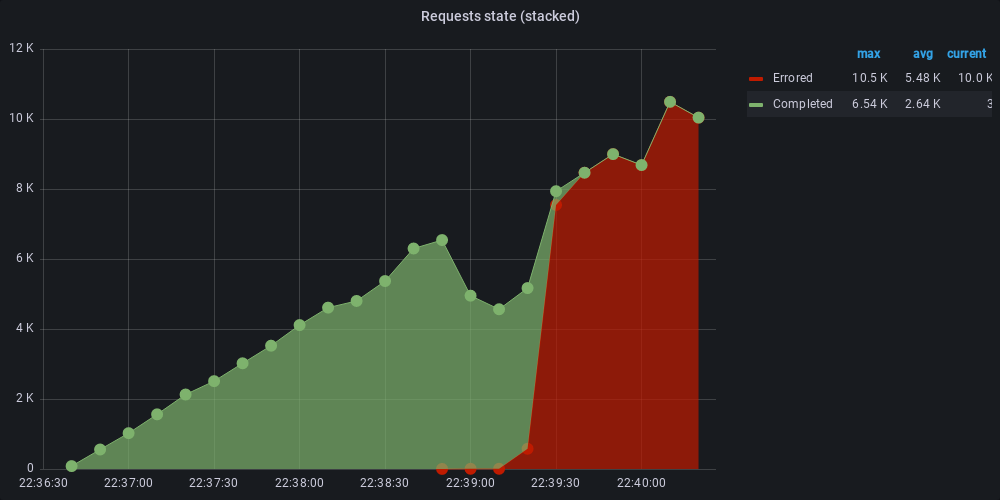 Requests state (stacked)
12 K
10 K
8 K
6 K
4 K
2 K
0
22:36:30 22:37:00 22:37:30 22:38:00 22:38:30 22:39:00 22:39:30 22:40:00
max avg current
Errored 10.5 K 5.48 K 10.0 K
Completed 6.54 K 2.64 K 3